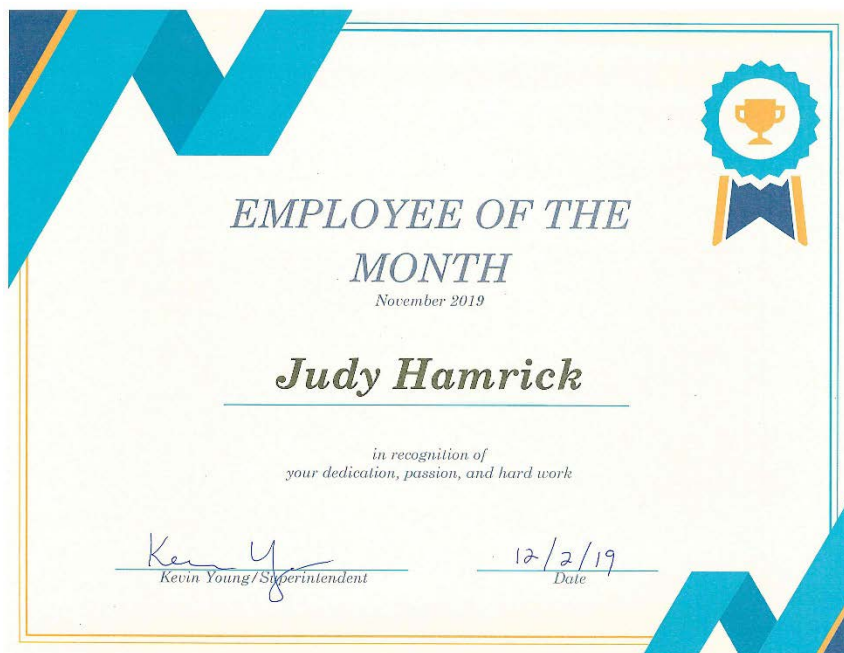 EMPLOYEE OF THE
MONTH
November 2019
Judy Hamrick
in recognition of
your dedication, passion, and hard work
12/2/19
Kevin Young/Superintendent
Date